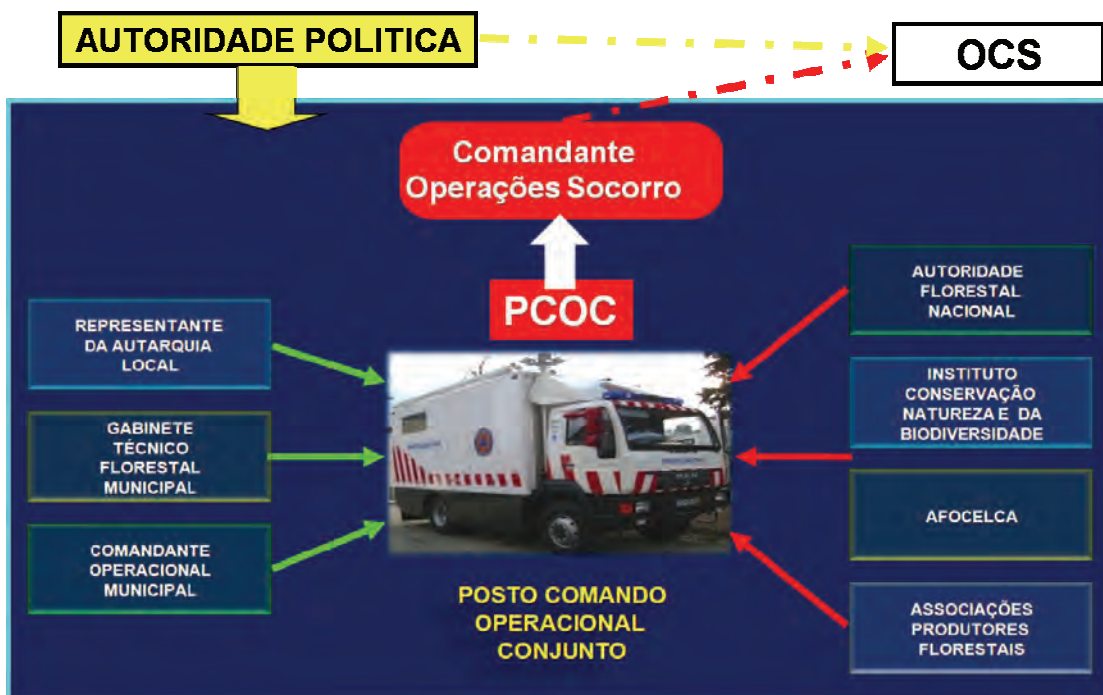 AUTORIDADE POLITICA
OCS
Comandante
Operações Socorro
PCOC
REPRESENTANTE
DA AUTARQUIA
LOCAL
GABINETE
TÉCNICO
FLORESTAL
MUNICIPAL
COMANDANTE
OPERACIONAL
MUNICIPAL
AUTORIDADE
FLORESTAL
NACIONAL
INSTITUTO
CONSERVAÇÃO
NATUREZA E DA
BIODIVERSIDADE
AFOCELCA
ASSOCIAÇÕES
PRODUTORES
FLORESTAIS
POSTO COMANDO
OPERACIONAL
CONJUNTO